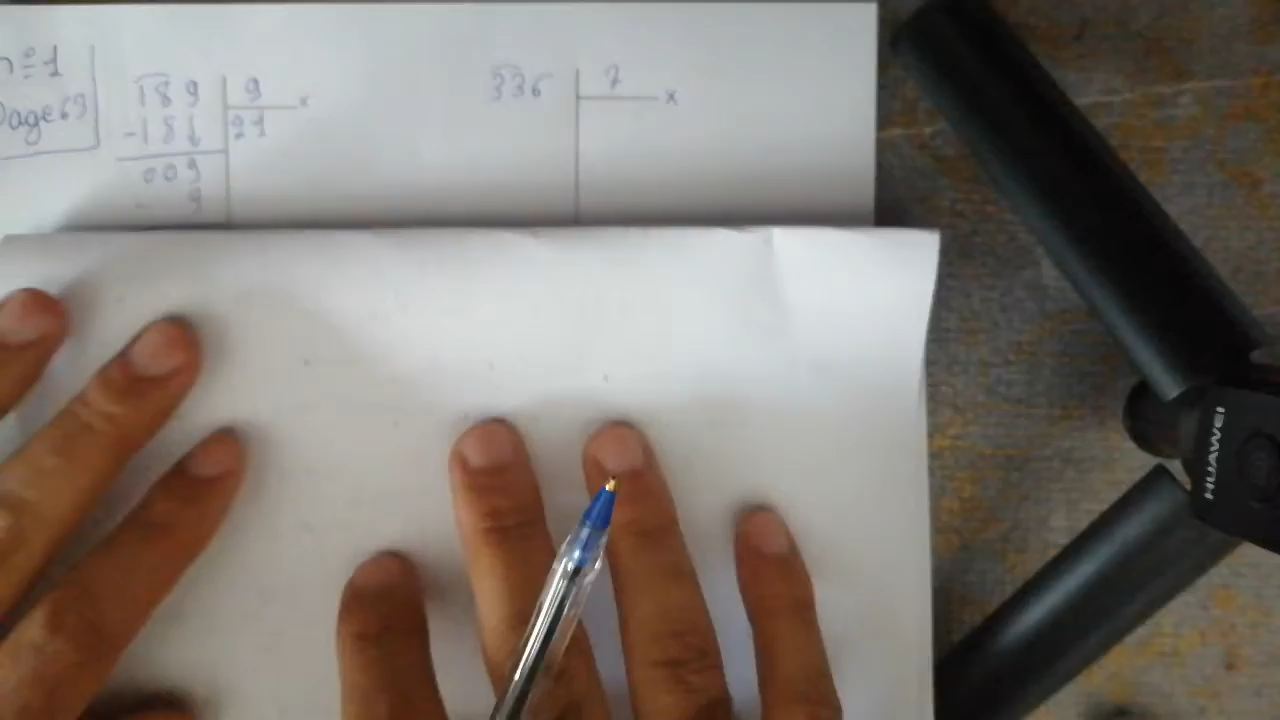 n°=1
Page 69
189 | 9
-18↓ | 21
009
- 9
336 | 7
HUAWEI